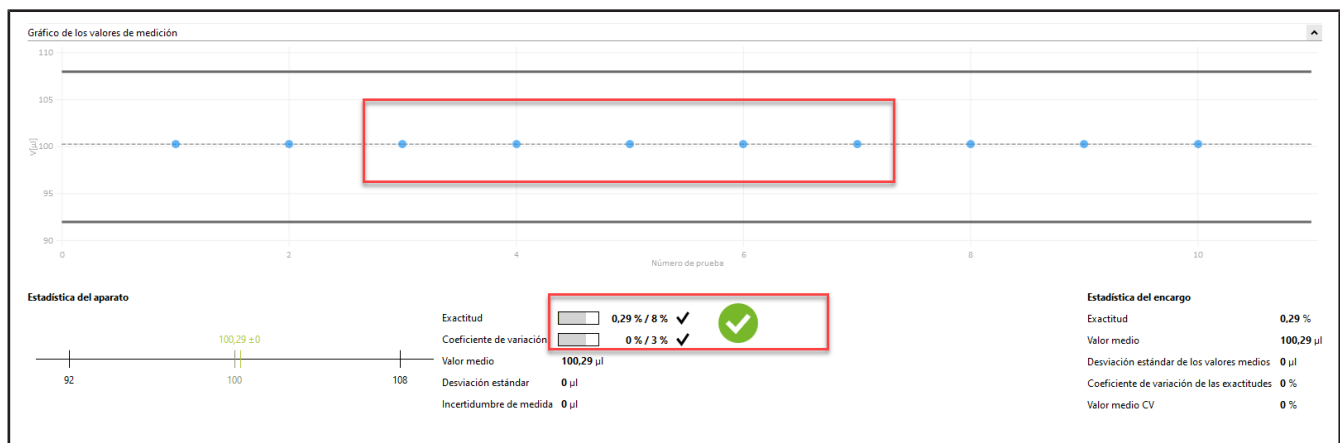 Gráfico de los valores de medición
110
105
100
95
90
V[µl]
0 2 4 6 8 10
Número de prueba
Estadística del aparato
100,29 ±0
92 100 108
Exactitud 0,29 % / 8 %
Coeficiente de variación 0 % / 3 %
Valor medio 100,29 µl
Desviación estándar 0 µl
Incertidumbre de medida 0 µl
Estadística del encargo
Exactitud 0,29 %
Valor medio 100,29 µl
Desviación estándar de los valores medios 0 µl
Coeficiente de variación de las exactitudes 0 %
Valor medio CV 0 %